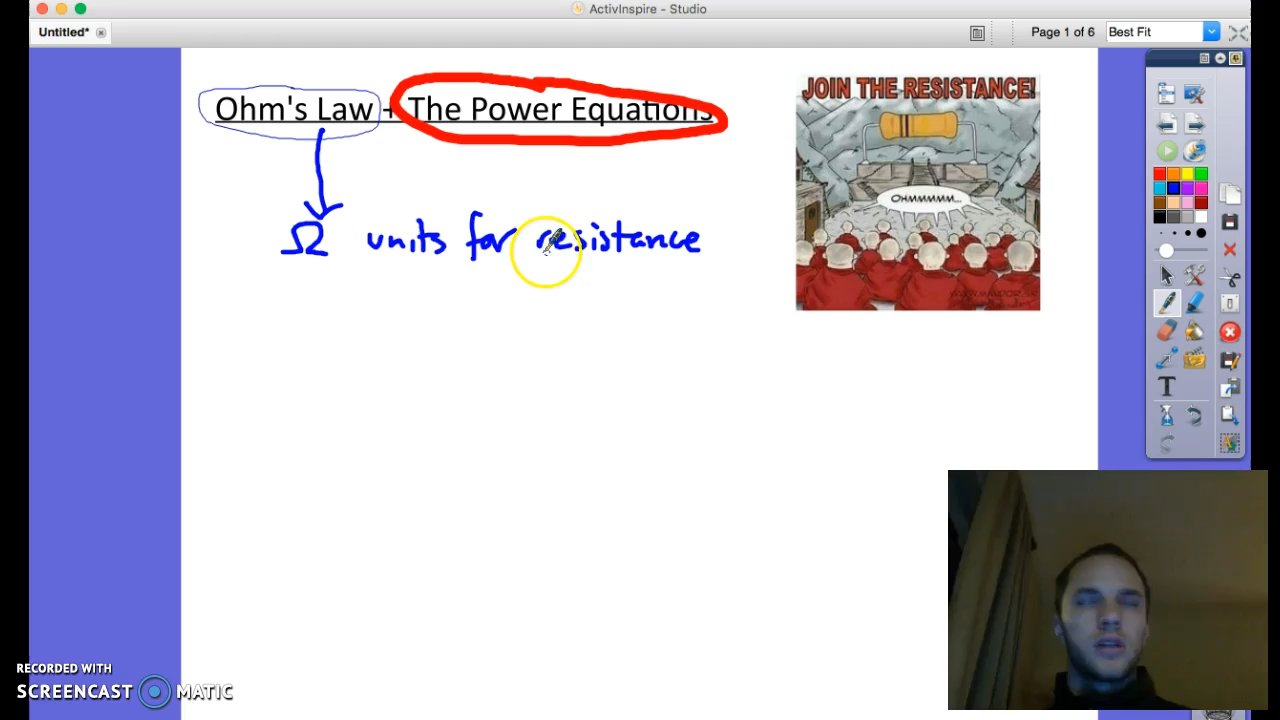 ActivInspire - Studio
Untitled*
Page 1 of 6
Best Fit
Ohm's Law + The Power Equations
JOIN THE RESISTANCE!
OHMMMMM...
Ω units for resistance
T
RECORDED WITH
SCREENCAST MATIC